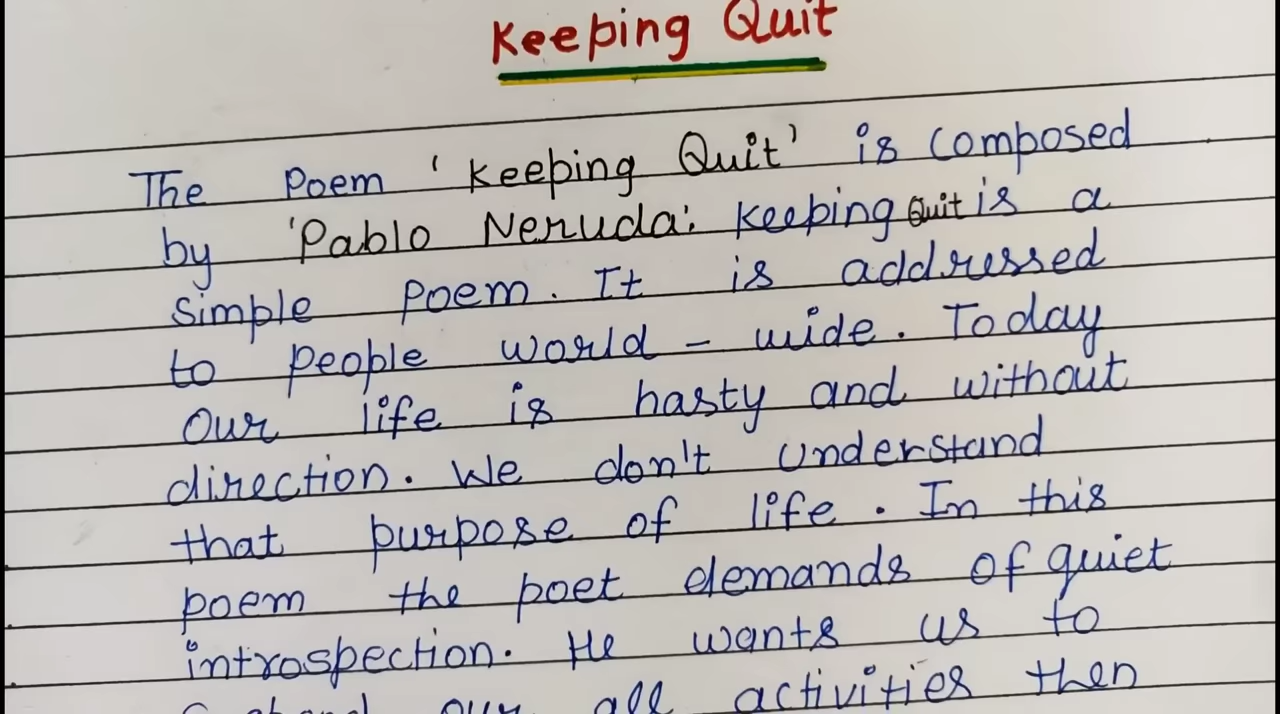 Keeping Quit
The Poem 'Keeping Quit' is composed
by 'Pablo Neruda'. Keeping Quit is a
simple Poem. It is addressed
to people world - wide. Today
our life is hasty and without
direction. We don't understand
that purpose of life. In this
poem the poet demands of quiet
introspection. He wants us to
our all activities then